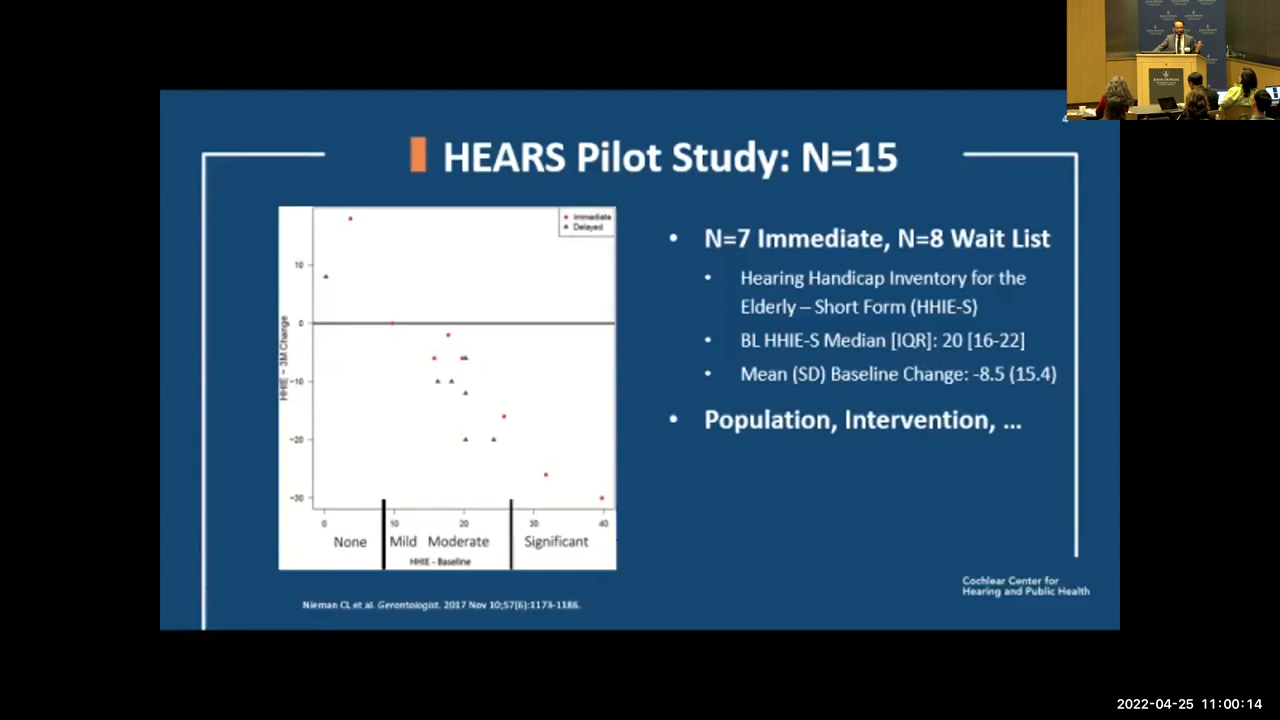 HEARS Pilot Study: N=15
Immediate
Delayed
10
0
-10
-20
-30
HHIE - 3M Change
0 10 20 30 40
None Mild Moderate Significant
HHIE - Baseline
• N=7 Immediate, N=8 Wait List
• Hearing Handicap Inventory for the
Elderly – Short Form (HHIE-S)
• BL HHIE-S Median [IQR]: 20 [16-22]
• Mean (SD) Baseline Change: -8.5 (15.4)
• Population, Intervention, ...
Nieman CL et al. Gerontologist. 2017 Nov 10;57(6):1173-1186.
Cochlear Center for
Hearing and Public Health
2022-04-25 11:00:14